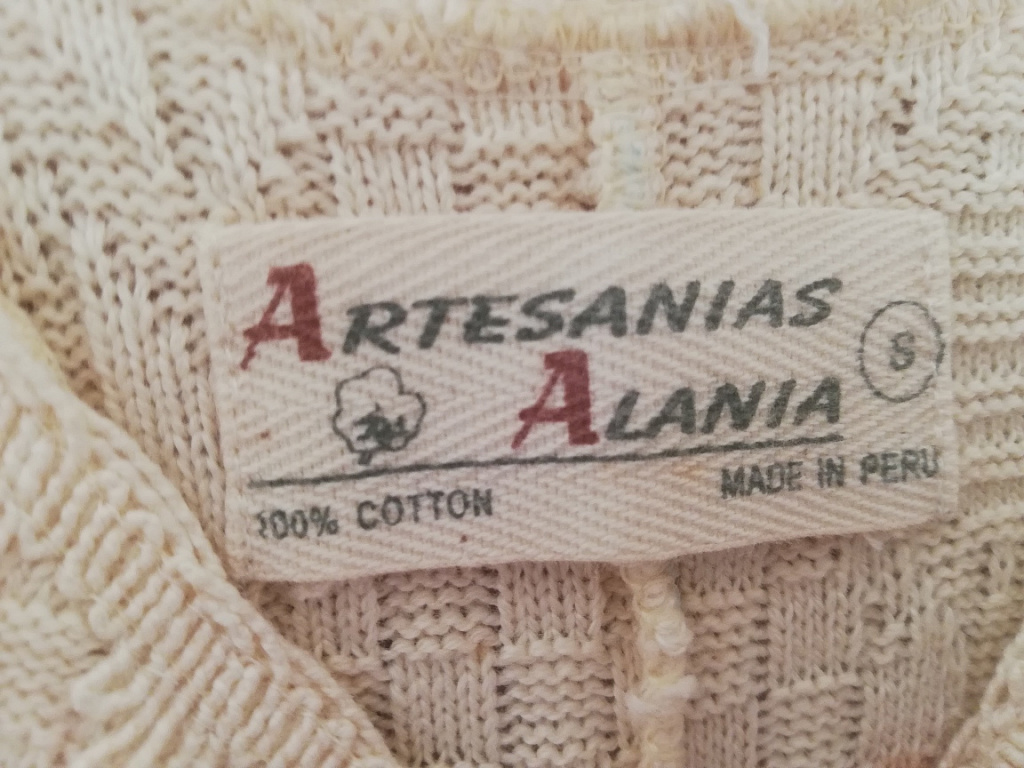 ARTESANIAS
ALANIA
S
100% COTTON
MADE IN PERU